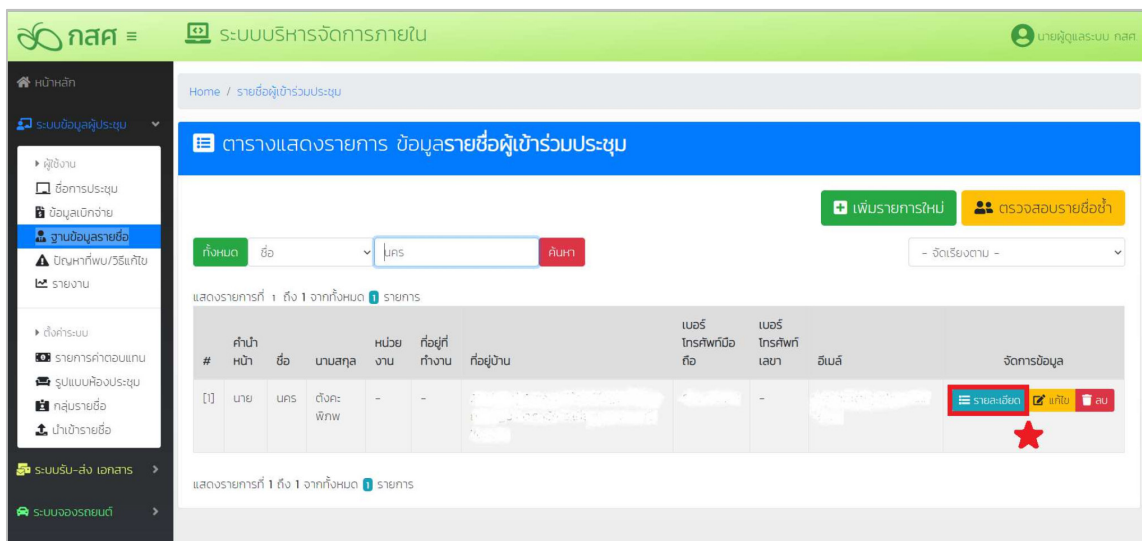 กสศ
ระบบบริหารจัดการภายใน
นายผู้ดูแลระบบ กสศ
หน้าหลัก
ระบบข้อมูลผู้ประชุม
ผู้ใช้งาน
ชื่อการประชุม
ข้อมูลเบิกจ่าย
ฐานข้อมูลรายชื่อ
ปัญหาที่พบ/วิธีแก้ไข
รายงาน
ตั้งค่าระบบ
รายการค่าตอบแทน
รูปแบบห้องประชุม
กลุ่มรายชื่อ
นำเข้ารายชื่อ
ระบบรับ-ส่ง เอกสาร
ระบบจองรถยนต์
Home / รายชื่อผู้เข้าร่วมประชุม
ตารางแสดงรายการ ข้อมูลรายชื่อผู้เข้าร่วมประชุม
เพิ่มรายการใหม่ ตรวจสอบรายชื่อซ้ำ
ทั้งหมด ชื่อ นคร ค้นหา - จัดเรียงตาม -
แสดงรายการที่ 1 ถึง 1 จากทั้งหมด 1 รายการ
# คำนำหน้า ชื่อ นามสกุล หน่วยงาน ที่อยู่ที่ทำงาน ที่อยู่บ้าน เบอร์โทรศัพท์มือถือ เบอร์โทรศัพท์เลขา อีเมล์ จัดการข้อมูล
[1] นาย นคร ตังคะพิภพ - - - รายละเอียด แก้ไข ลบ
แสดงรายการที่ 1 ถึง 1 จากทั้งหมด 1 รายการ